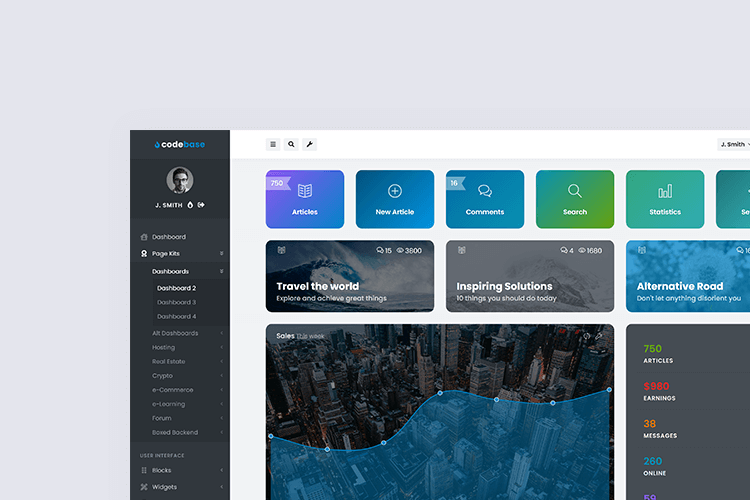 codebase
J. SMITH
Dashboard
Page Kits
Dashboards
Dashboard 2
Dashboard 3
Dashboard 4
Alt Dashboards
Hosting
Real Estate
Crypto
e-Commerce
e-Learning
Forum
Boxed Backend
USER INTERFACE
Blocks
Widgets
J. Smith
750
Articles
New Article
16
Comments
Search
Statistics
Se
15 3800
Travel the world
Explore and achieve great things
4 1680
Inspiring Solutions
10 things you should do today
16
Alternative Road
Don't let anything disorient you
Sales This week
750
ARTICLES
$980
EARNINGS
38
MESSAGES
260
ONLINE
59